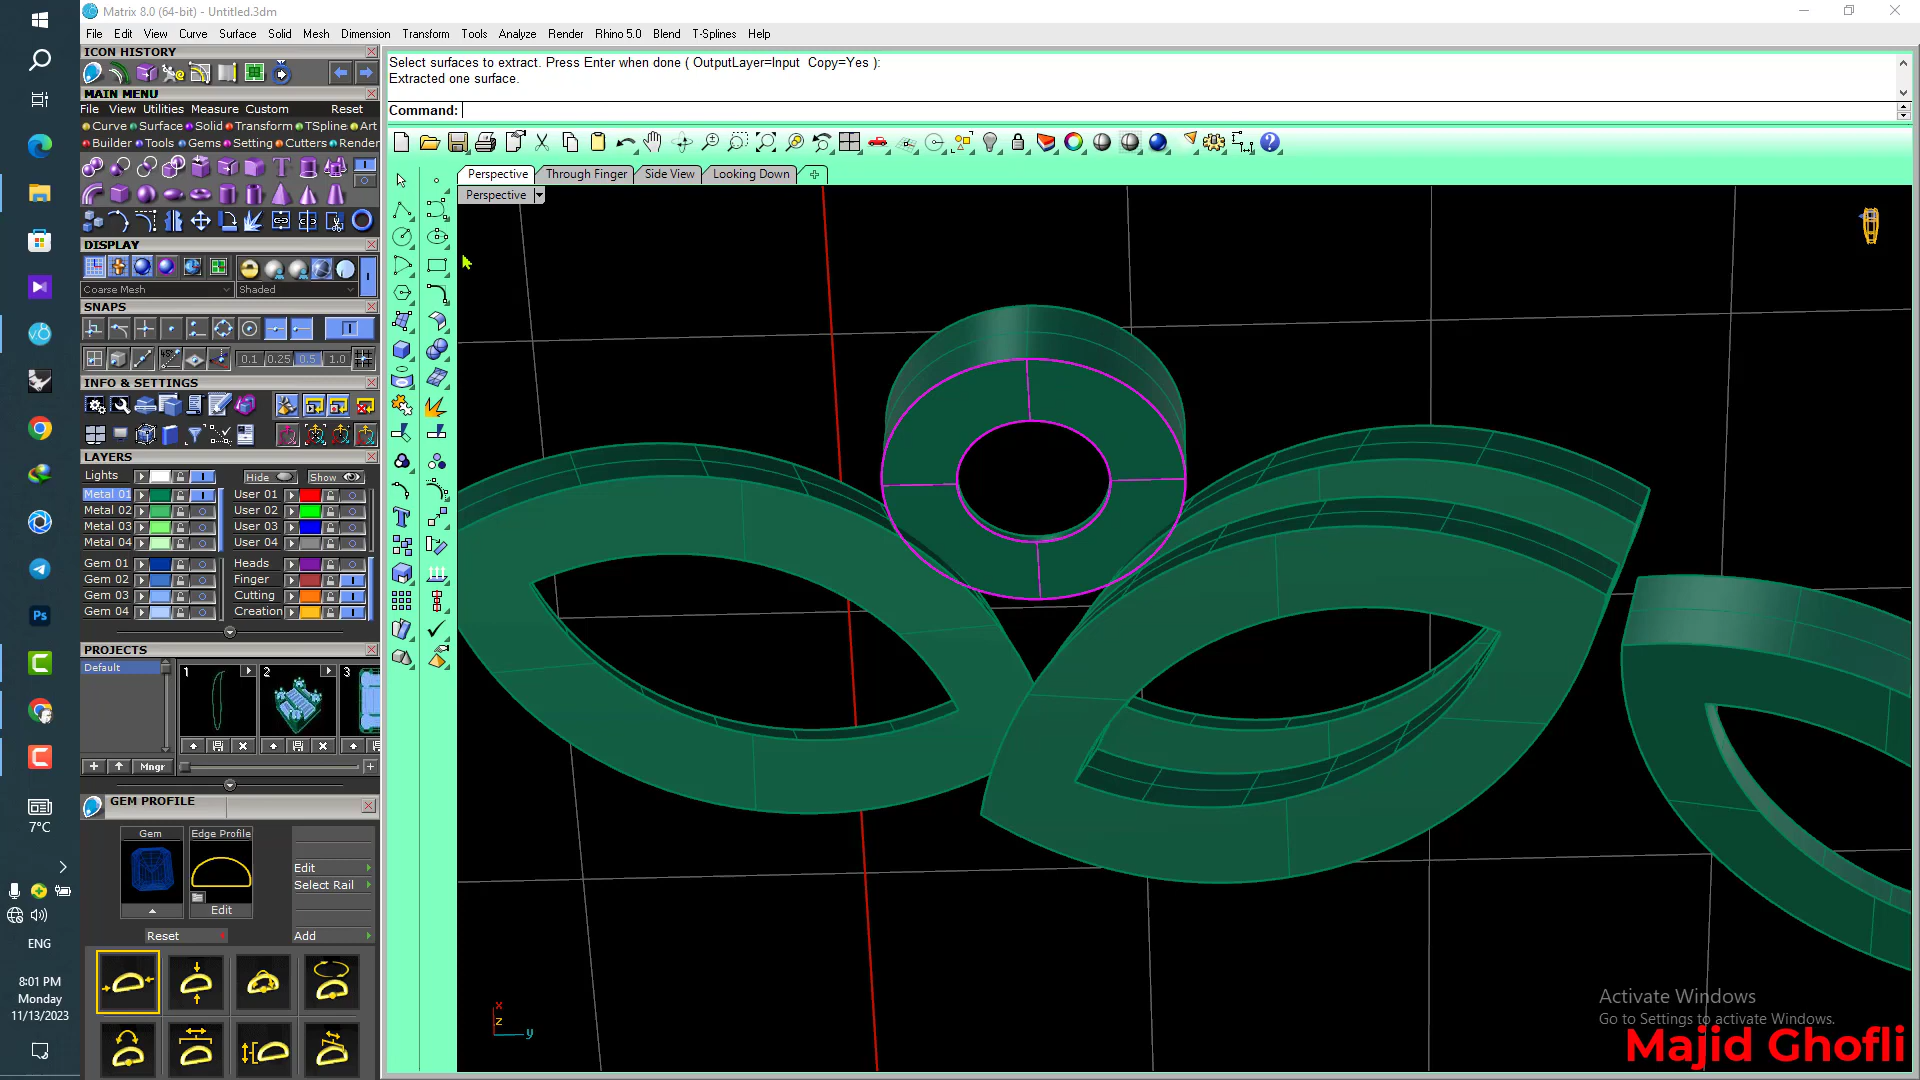 Matrix 8.0 (64-bit) - Untitled.3dm
File Edit View Curve Surface Solid Mesh Dimension Transform Tools Analyze Render Rhino 5.0 Blend T-Splines Help
ICON HISTORY
MAIN MENU
File View Utilities Measure Custom Reset
Curve Surface Solid Transform TSpline Art
Builder Tools Gems Setting Cutters Render
DISPLAY
Coarse Mesh Shaded
SNAPS
0.1 0.25 0.5 1.0
INFO & SETTINGS
LAYERS
Lights Hide Show
Metal 01 User 01
Metal 02 User 02
Metal 03 User 03
Metal 04 User 04
Gem 01 Heads
Gem 02 Finger
Gem 03 Cutting
Gem 04 Creation
PROJECTS
Default
1 2 3
Mngr
GEM PROFILE
Gem Edge Profile
Edit
Select Rail
Edit
Reset Add
Select surfaces to extract. Press Enter when done ( OutputLayer=Input Copy=Yes ):
Extracted one surface.
Command:
Perspective Through Finger Side View Looking Down
Perspective
x
z
y
7°C
ENG
8:01 PM
Monday
11/13/2023
Ps
Activate Windows
Go to Settings to activate Windows.
Majid Ghofli